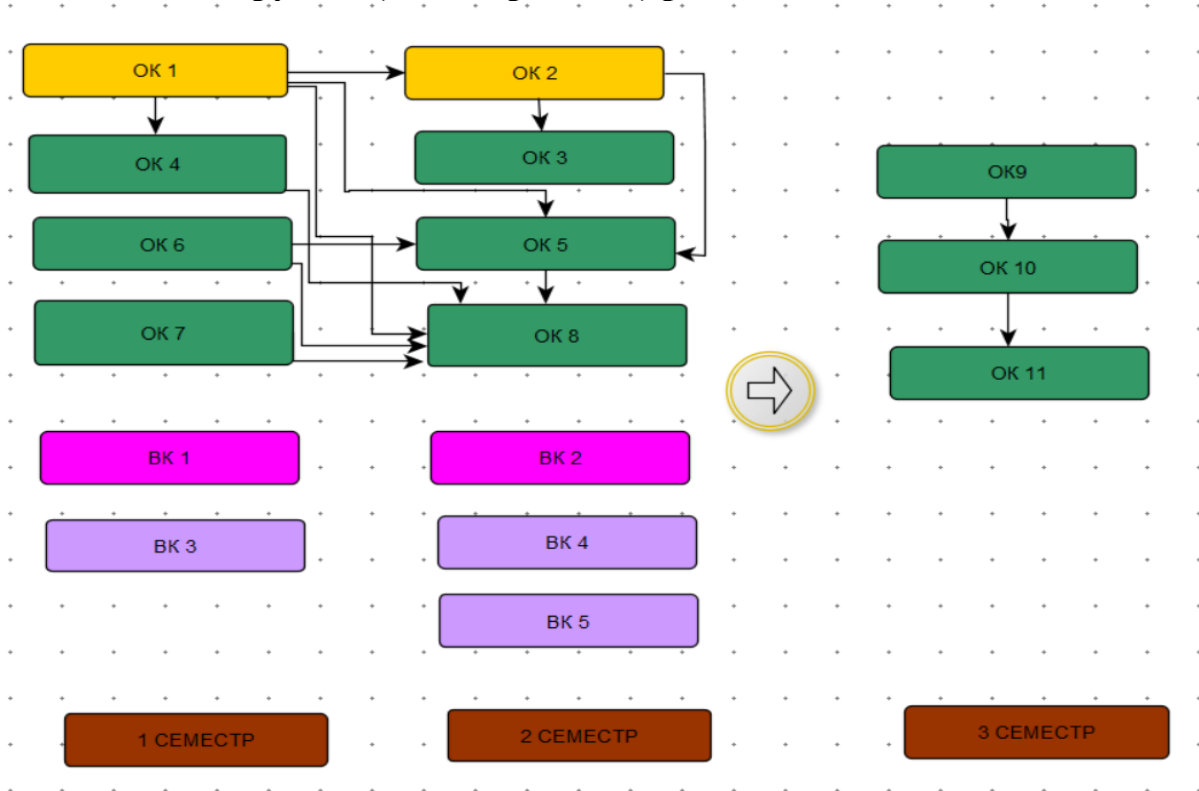 ОК 1
ОК 2
ОК 4
ОК 3
ОК9
ОК 6
ОК 5
ОК 10
ОК 7
ОК 8
ОК 11
ВК 1
ВК 2
ВК 3
ВК 4
ВК 5
1 СЕМЕСТР
2 СЕМЕСТР
3 СЕМЕСТР